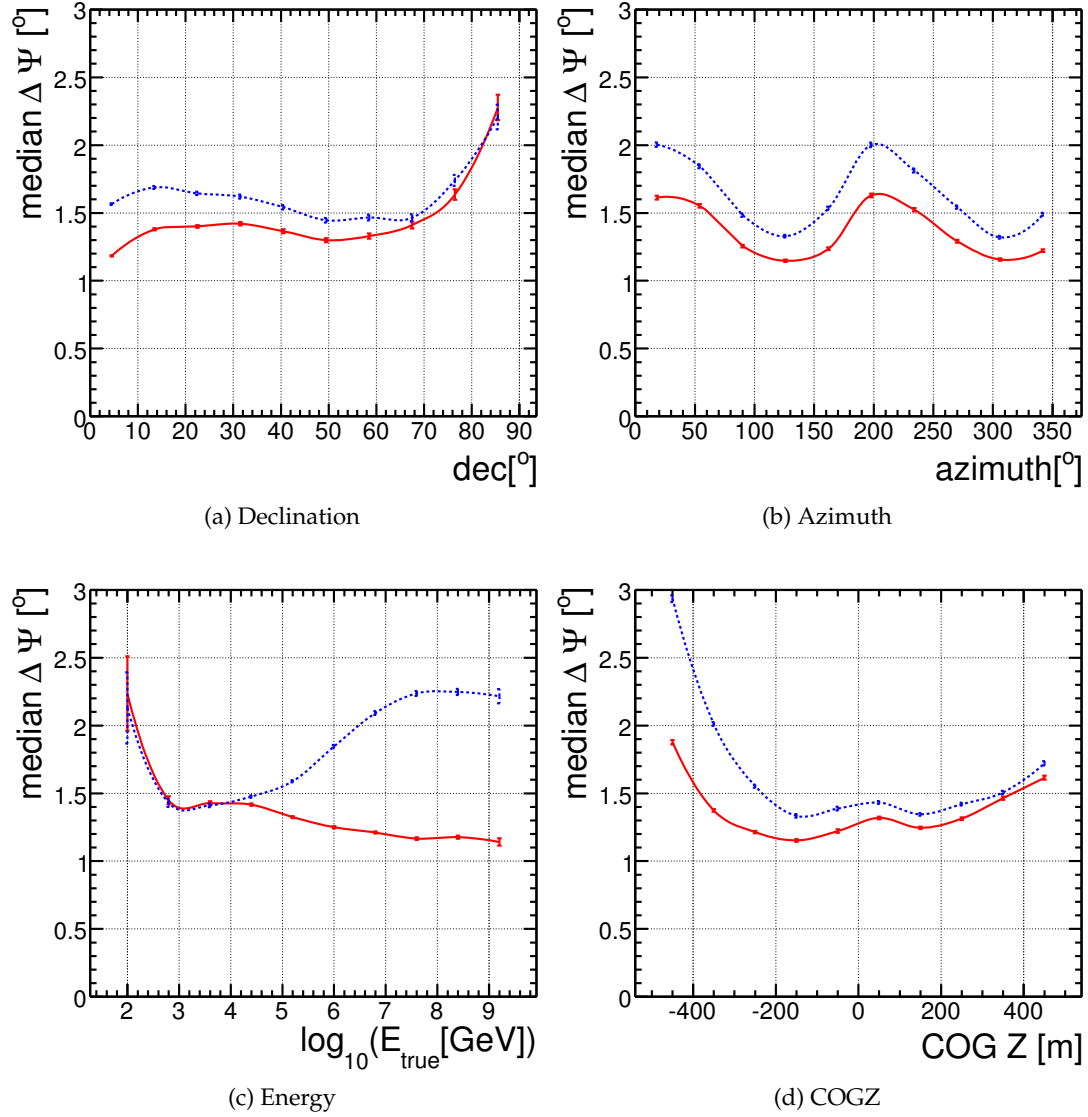 median Δ Ψ [°]
3
2.5
2
1.5
1
0.5
0
0 10 20 30 40 50 60 70 80 90
dec[°]
(a) Declination
median Δ Ψ [°]
3
2.5
2
1.5
1
0.5
0
0 50 100 150 200 250 300 350
azimuth[°]
(b) Azimuth
median Δ Ψ [°]
3
2.5
2
1.5
1
0.5
0
2 3 4 5 6 7 8 9
log₁₀(E_true[GeV])
(c) Energy
median Δ Ψ [°]
3
2.5
2
1.5
1
0.5
0
-400 -200 0 200 400
COG Z [m]
(d) COGZ